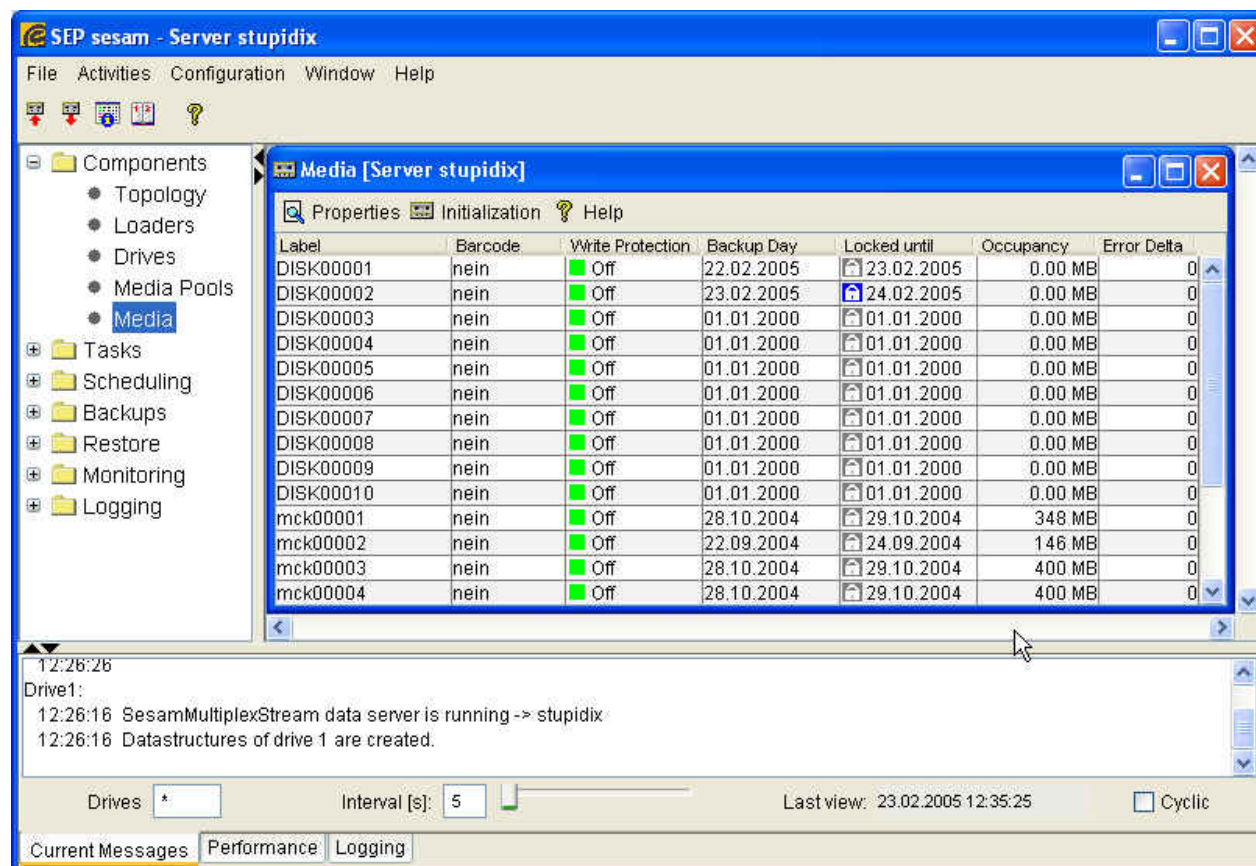 SEP sesam - Server stupidix
File Activities Configuration Window Help
Components
Topology
Loaders
Drives
Media Pools
Media
Tasks
Scheduling
Backups
Restore
Monitoring
Logging
Media [Server stupidix]
Properties Initialization ? Help
Label Barcode Write Protection Backup Day Locked until Occupancy Error Delta
DISK00001 nein Off 22.02.2005 23.02.2005 0.00 MB 0
DISK00002 nein Off 23.02.2005 24.02.2005 0.00 MB 0
DISK00003 nein Off 01.01.2000 01.01.2000 0.00 MB 0
DISK00004 nein Off 01.01.2000 01.01.2000 0.00 MB 0
DISK00005 nein Off 01.01.2000 01.01.2000 0.00 MB 0
DISK00006 nein Off 01.01.2000 01.01.2000 0.00 MB 0
DISK00007 nein Off 01.01.2000 01.01.2000 0.00 MB 0
DISK00008 nein Off 01.01.2000 01.01.2000 0.00 MB 0
DISK00009 nein Off 01.01.2000 01.01.2000 0.00 MB 0
DISK00010 nein Off 01.01.2000 01.01.2000 0.00 MB 0
mck00001 nein Off 28.10.2004 29.10.2004 348 MB 0
mck00002 nein Off 22.09.2004 24.09.2004 146 MB 0
mck00003 nein Off 28.10.2004 29.10.2004 400 MB 0
mck00004 nein Off 28.10.2004 29.10.2004 400 MB 0
12:26:26
Drive1:
12:26:16 SesamMultiplexStream data server is running -> stupidix
12:26:16 Datastructures of drive 1 are created.
Drives * Interval [s]: 5 Last view: 23.02.2005 12:35:25 Cyclic
Current Messages Performance Logging